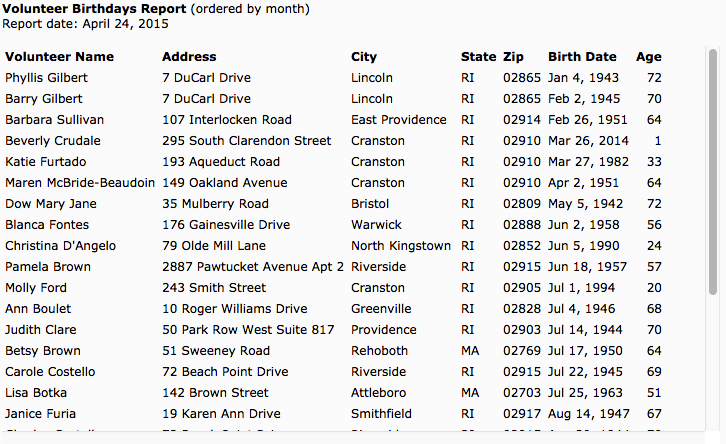 Volunteer Birthdays Report (ordered by month)
Report date: April 24, 2015
Volunteer Name Address City State Zip Birth Date Age
Phyllis Gilbert 7 DuCarl Drive Lincoln RI 02865 Jan 4, 1943 72
Barry Gilbert 7 DuCarl Drive Lincoln RI 02865 Feb 2, 1945 70
Barbara Sullivan 107 Interlocken Road East Providence RI 02914 Feb 26, 1951 64
Beverly Crudale 295 South Clarendon Street Cranston RI 02910 Mar 26, 2014 1
Katie Furtado 193 Aqueduct Road Cranston RI 02910 Mar 27, 1982 33
Maren McBride-Beaudoin 149 Oakland Avenue Cranston RI 02910 Apr 2, 1951 64
Dow Mary Jane 35 Mulberry Road Bristol RI 02809 May 5, 1942 72
Blanca Fontes 176 Gainesville Drive Warwick RI 02888 Jun 2, 1958 56
Christina D'Angelo 79 Olde Mill Lane North Kingstown RI 02852 Jun 5, 1990 24
Pamela Brown 2887 Pawtucket Avenue Apt 2 Riverside RI 02915 Jun 18, 1957 57
Molly Ford 243 Smith Street Cranston RI 02905 Jul 1, 1994 20
Ann Boulet 10 Roger Williams Drive Greenville RI 02828 Jul 4, 1946 68
Judith Clare 50 Park Row West Suite 817 Providence RI 02903 Jul 14, 1944 70
Betsy Brown 51 Sweeney Road Rehoboth MA 02769 Jul 17, 1950 64
Carole Costello 72 Beach Point Drive Riverside RI 02915 Jul 22, 1945 69
Lisa Botka 142 Brown Street Attleboro MA 02703 Jul 25, 1963 51
Janice Furia 19 Karen Ann Drive Smithfield RI 02917 Aug 14, 1947 67